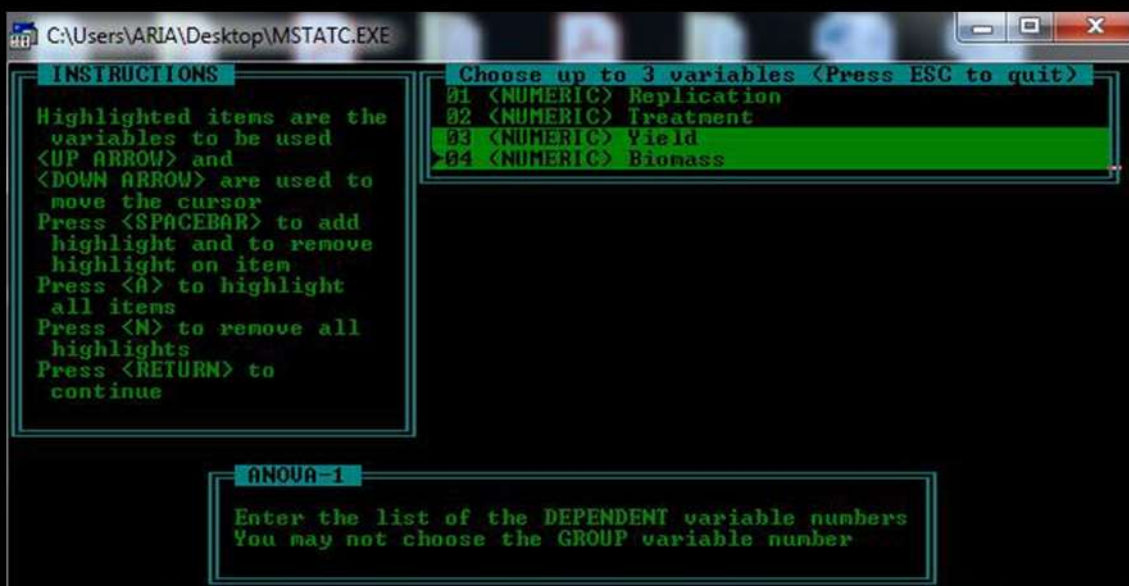 C:\Users\ARIA\Desktop\MSTATC.EXE
INSTRUCTIONS
Highlighted items are the
variables to be used
<UP ARROW> and
<DOWN ARROW> are used to
move the cursor
Press <SPACEBAR> to add
highlight and to remove
highlight on item
Press <A> to highlight
all items
Press <N> to remove all
highlights
Press <RETURN> to
continue
Choose up to 3 variables (Press ESC to quit)
01 (NUMERIC) Replication
02 (NUMERIC) Treatment
03 (NUMERIC) Yield
04 (NUMERIC) Biomass
ANOVA-1
Enter the list of the DEPENDENT variable numbers
You may not choose the GROUP variable number